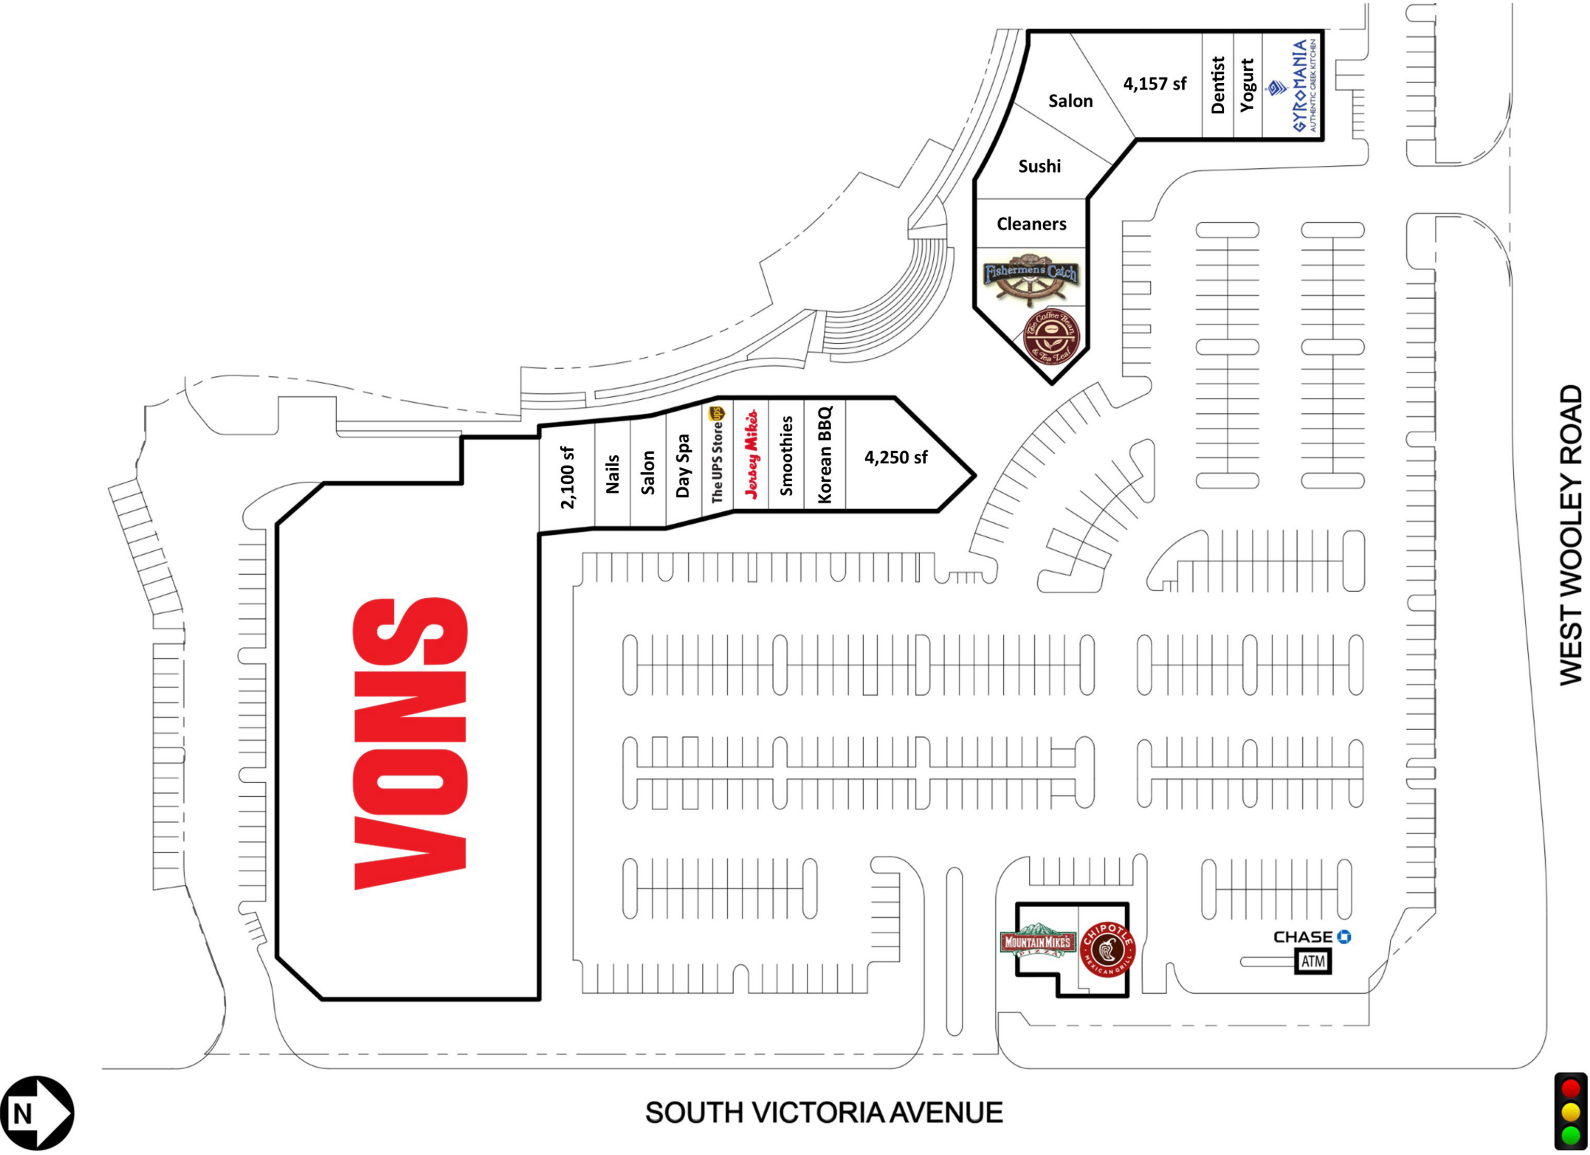 4,157 sf
Dentist
Yogurt
GYROMANIA
AUTHENTIC GREEK KITCHEN
Salon
Sushi
Cleaners
Fishermen's Catch
The Coffee Bean
& Tea Leaf
2,100 sf
Nails
Salon
Day Spa
ups
The UPS Store
Jersey Mike's
Smoothies
Korean BBQ
4,250 sf
VONS
WEST WOOLEY ROAD
MOUNTAIN MIKE'S
PIZZA
CHIPOTLE
MEXICAN GRILL
CHASE
ATM
N
SOUTH VICTORIA AVENUE